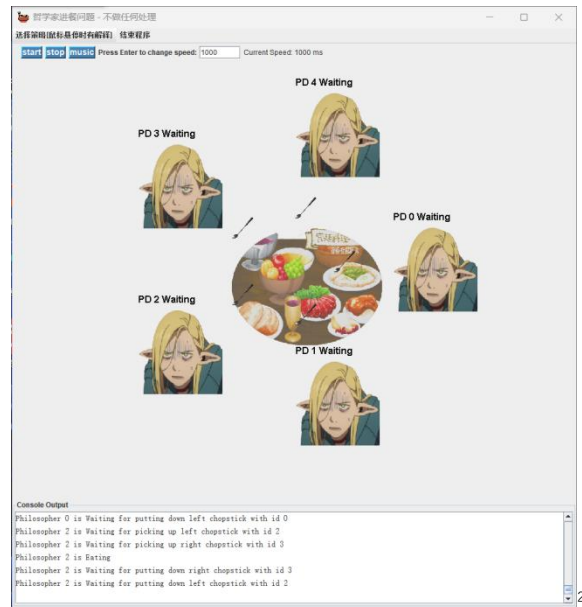 哲学家进餐问题 - 不做任何处理
选择策略(鼠标悬停时有解释) 结束程序
start stop music Press Enter to change speed: 1000 Current Speed: 1000 ms
PD 4 Waiting
PD 3 Waiting
PD 0 Waiting
PD 2 Waiting
PD 1 Waiting
Console Output
Philosopher 0 is Waiting for putting down left chopstick with id 0
Philosopher 2 is Waiting for picking up left chopstick with id 2
Philosopher 2 is Waiting for picking up right chopstick with id 3
Philosopher 2 is Eating
Philosopher 2 is Waiting for putting down right chopstick with id 3
Philosopher 2 is Waiting for putting down left chopstick with id 2
2